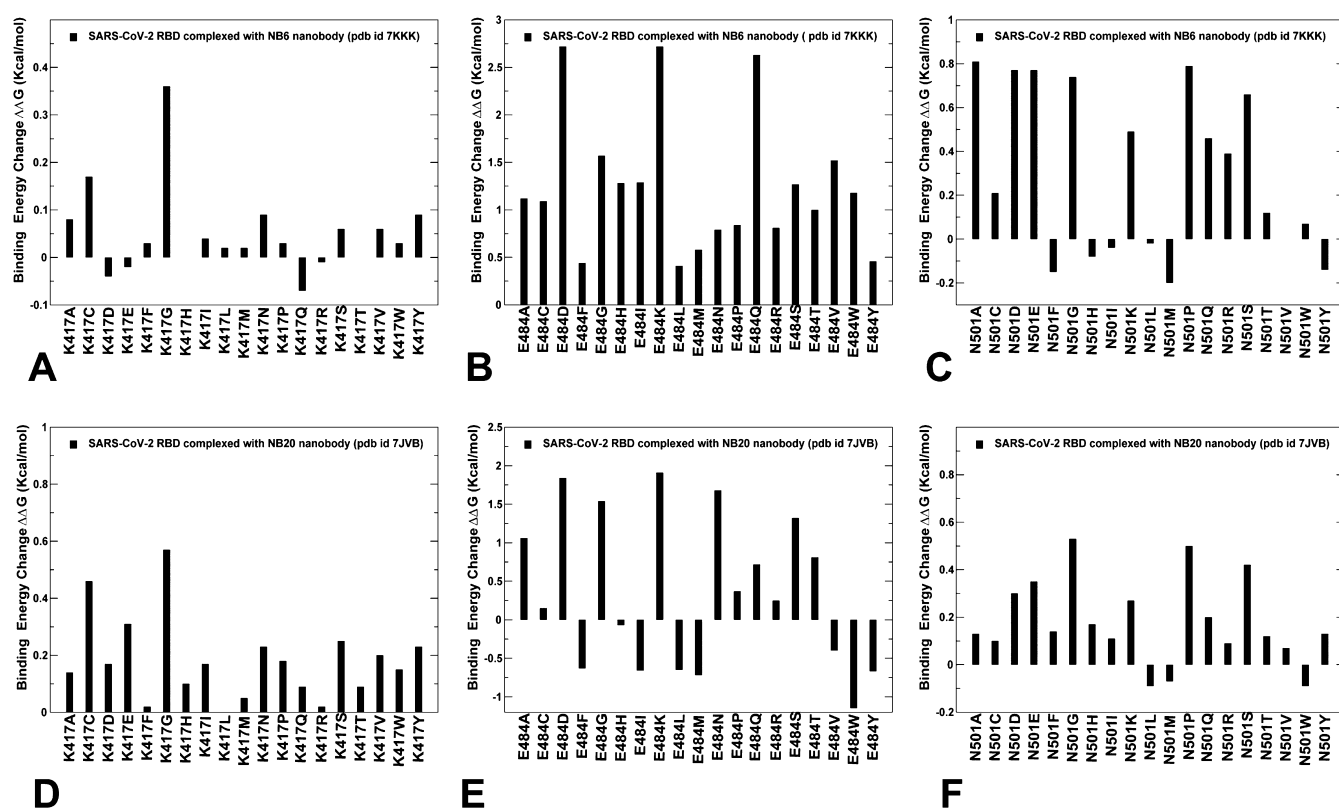 SARS-CoV-2 RBD complexed with NB6 nanobody (pdb id 7KKK)
Binding Energy Change ΔΔG (Kcal/mol)
0.4
0.3
0.2
0.1
0
-0.1
K417A K417C K417D K417E K417F K417G K417H K417I K417L K417M K417N K417P K417Q K417R K417S K417T K417V K417W K417Y
A
SARS-CoV-2 RBD complexed with NB6 nanobody ( pdb id 7KKK)
Binding Energy Change ΔΔG (Kcal/mol)
3
2.5
2
1.5
1
0.5
0
E484A E484C E484D E484F E484G E484H E484I E484K E484L E484M E484N E484P E484Q E484R E484S E484T E484V E484W E484Y
B
SARS-CoV-2 RBD complexed with NB6 nanobody (pdb id 7KKK)
Binding Energy Change ΔΔG (Kcal/mol)
1
0.8
0.6
0.4
0.2
0
-0.2
N501A N501C N501D N501E N501F N501G N501H N501I N501K N501L N501M N501P N501Q N501R N501S N501T N501V N501W N501Y
C
SARS-CoV-2 RBD complexed with NB20 nanobody (pdb id 7JVB)
Binding Energy Change ΔΔG (Kcal/mol)
1
0.8
0.6
0.4
0.2
0
K417A K417C K417D K417E K417F K417G K417H K417I K417L K417M K417N K417P K417Q K417R K417S K417T K417V K417W K417Y
D
SARS-CoV-2 RBD complexed with NB20 nanobody (pdb id 7JVB)
Binding Energy Change ΔΔG (Kcal/mol)
2.5
2
1.5
1
0.5
0
-0.5
-1
E484A E484C E484D E484F E484G E484H E484I E484K E484L E484M E484N E484P E484Q E484R E484S E484T E484V E484W E484Y
E
SARS-CoV-2 RBD complexed with NB20 nanobody (pdb id 7JVB)
Binding Energy Change ΔΔG (Kcal/mol)
0.8
0.6
0.4
0.2
0
-0.2
N501A N501C N501D N501E N501F N501G N501H N501I N501K N501L N501M N501P N501Q N501R N501S N501T N501V N501W N501Y
F